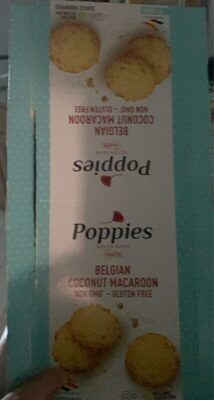 BELGIAN
COCONUT MACAROON
NON GMO* - GLUTEN FREE
Poppies
Poppies
BELGIAN
COCONUT MACAROON
NON GMO* - GLUTEN FREE